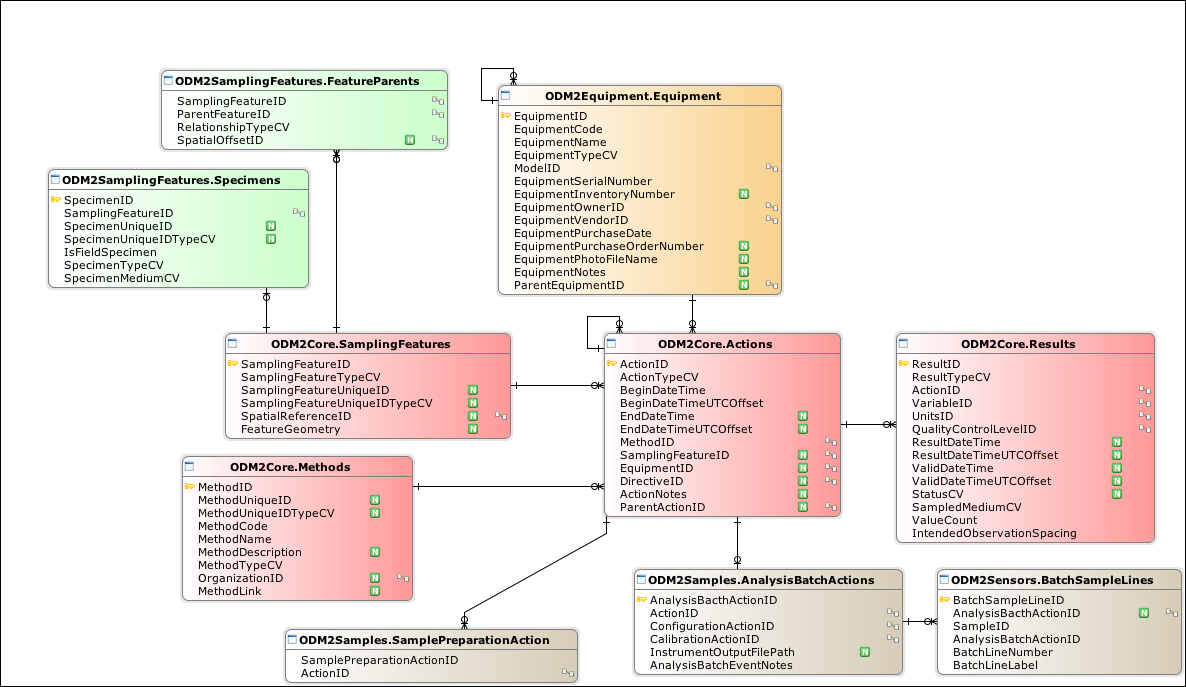 ODM2SamplingFeatures.FeatureParents
SamplingFeatureID
ParentFeatureID
RelationshipTypeCV
SpatialOffsetID
N
ODM2Equipment.Equipment
EquipmentID
EquipmentCode
EquipmentName
EquipmentTypeCV
ModelID
EquipmentSerialNumber
EquipmentInventoryNumber N
EquipmentOwnerID
EquipmentVendorID
EquipmentPurchaseDate
EquipmentPurchaseOrderNumber N
EquipmentPhotoFileName N
EquipmentNotes N
ParentEquipmentID N
ODM2SamplingFeatures.Specimens
SpecimenID
SamplingFeatureID
SpecimenUniqueID N
SpecimenUniqueIDTypeCV N
IsFieldSpecimen
SpecimenTypeCV
SpecimenMediumCV
ODM2Core.SamplingFeatures
SamplingFeatureID
SamplingFeatureTypeCV
SamplingFeatureUniqueID N
SamplingFeatureUniqueIDTypeCV N
SpatialReferenceID N
FeatureGeometry N
ODM2Core.Actions
ActionID
ActionTypeCV
BeginDateTime
BeginDateTimeUTCOffset
EndDateTime N
EndDateTimeUTCOffset N
MethodID
SamplingFeatureID N
EquipmentID N
DirectiveID N
ActionNotes N
ParentActionID N
ODM2Core.Results
ResultID
ResultTypeCV
ActionID
VariableID
UnitsID
QualityControlLevelID
ResultDateTime N
ResultDateTimeUTCOffset N
ValidDateTime N
ValidDateTimeUTCOffset N
StatusCV N
SampledMediumCV
ValueCount
IntendedObservationSpacing
ODM2Core.Methods
MethodID
MethodUniqueID N
MethodUniqueIDTypeCV N
MethodCode
MethodName
MethodDescription N
MethodTypeCV
OrganizationID N
MethodLink N
ODM2Samples.SamplePreparationAction
SamplePreparationActionID
ActionID
ODM2Samples.AnalysisBatchActions
AnalysisBacthActionID
ActionID
ConfigurationActionID
CalibrationActionID
InstrumentOutputFilePath N
AnalysisBatchEventNotes
ODM2Sensors.BatchSampleLines
BatchSampleLineID
AnalysisBacthActionID N
SampleID
AnalysisBatchActionID
BatchLineNumber
BatchLineLabel